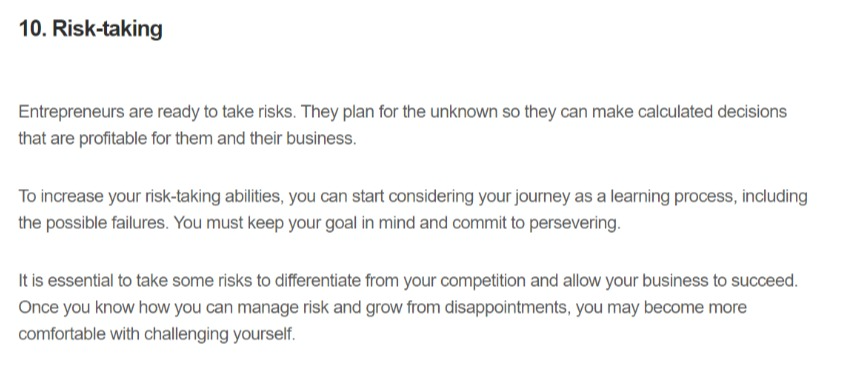 10. Risk-taking
Entrepreneurs are ready to take risks. They plan for the unknown so they can make calculated decisions
that are profitable for them and their business.
To increase your risk-taking abilities, you can start considering your journey as a learning process, including
the possible failures. You must keep your goal in mind and commit to persevering.
It is essential to take some risks to differentiate from your competition and allow your business to succeed.
Once you know how you can manage risk and grow from disappointments, you may become more
comfortable with challenging yourself.